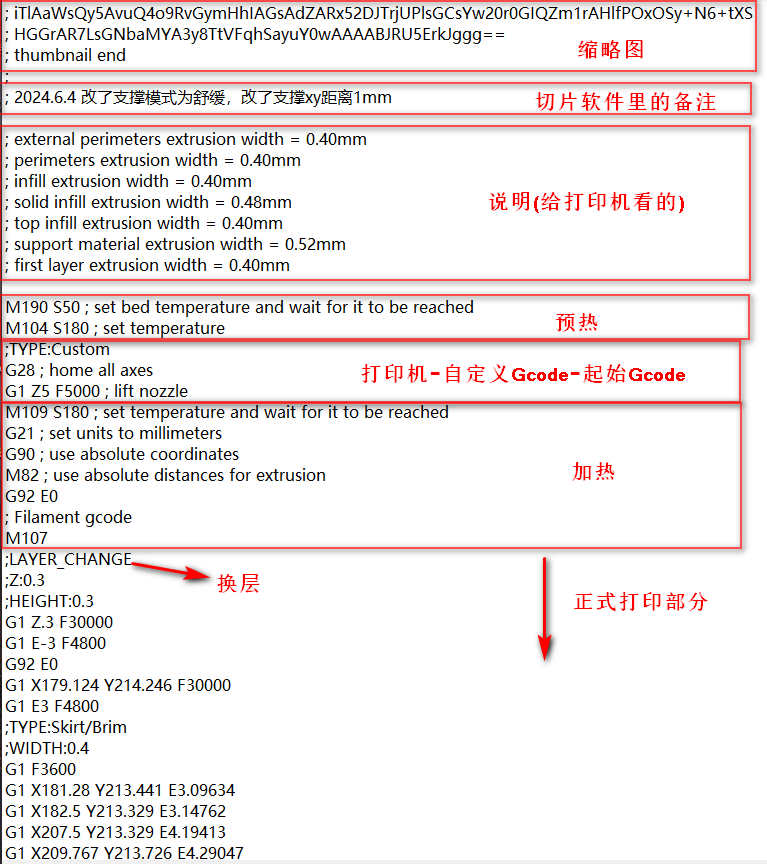 ; iTlAaWsQy5AvuQ4o9RvGymHhIAGsAdZARx52DJTrjUPlsGCsYw20r0GIQZm1rAHlfPOxOSy+N6+tXS
; HGGrAR7LsGNbaMYA3y8TtVFqhSayuY0wAAAABJRU5ErkJggg==
缩略图
; thumbnail end
;
; 2024.6.4 改了支撑模式为舒缓，改了支撑xy距离1mm
切片软件里的备注
; external perimeters extrusion width = 0.40mm
; perimeters extrusion width = 0.40mm
; infill extrusion width = 0.40mm
; solid infill extrusion width = 0.48mm
说明(给打印机看的)
; top infill extrusion width = 0.40mm
; support material extrusion width = 0.52mm
; first layer extrusion width = 0.40mm
M190 S50 ; set bed temperature and wait for it to be reached
M104 S180 ; set temperature
预热
;TYPE:Custom
G28 ; home all axes
打印机-自定义Gcode-起始Gcode
G1 Z5 F5000 ; lift nozzle
M109 S180 ; set temperature and wait for it to be reached
G21 ; set units to millimeters
G90 ; use absolute coordinates
M82 ; use absolute distances for extrusion
加热
G92 E0
; Filament gcode
M107
;LAYER_CHANGE
换层
;Z:0.3
;HEIGHT:0.3
正式打印部分
G1 Z.3 F30000
G1 E-3 F4800
G92 E0
G1 X179.124 Y214.246 F30000
G1 E3 F4800
;TYPE:Skirt/Brim
;WIDTH:0.4
G1 F3600
G1 X181.28 Y213.441 E3.09634
G1 X182.5 Y213.329 E3.14762
G1 X207.5 Y213.329 E4.19413
G1 X209.767 Y213.726 E4.29047